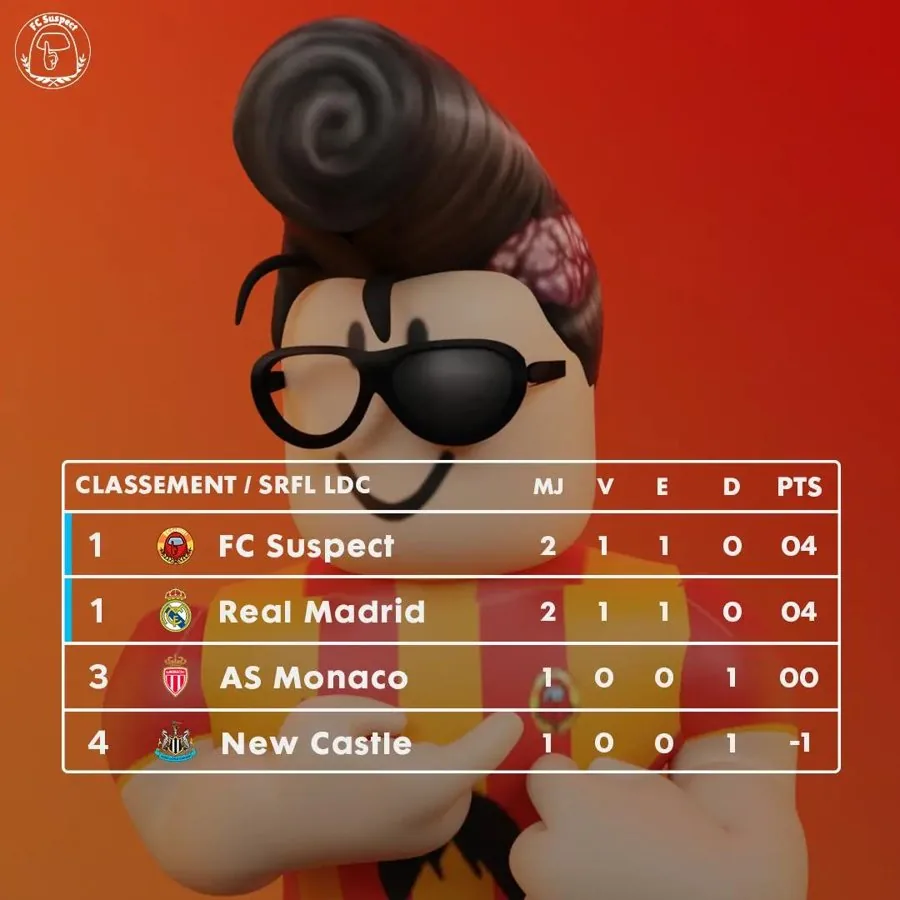 FC Suspect
CLASSEMENT / SRFL LDC MJ V E D PTS
1 FC Suspect 2 1 1 0 04
1 Real Madrid 2 1 1 0 04
3 AS Monaco 1 0 0 1 00
4 New Castle 1 0 0 1 -1